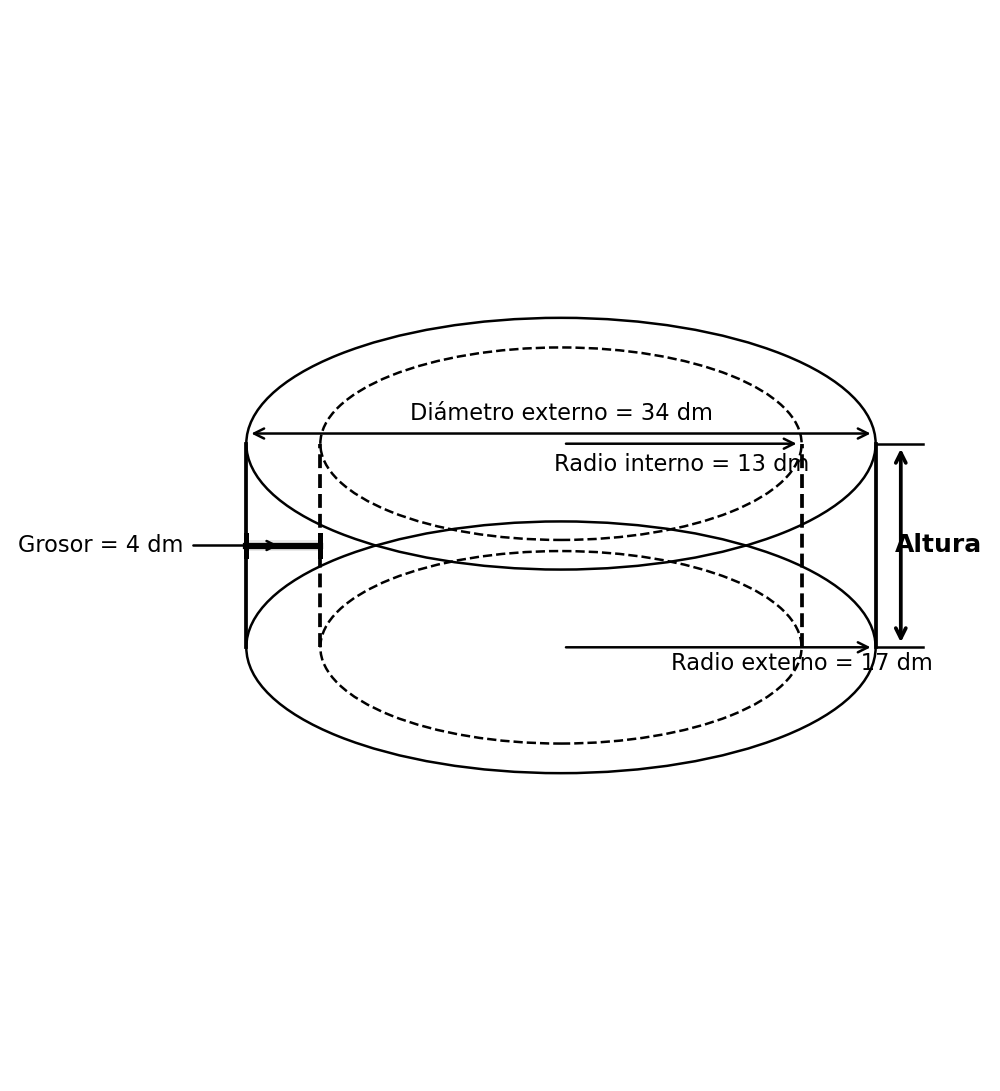 Diámetro externo = 34 dm
Radio interno = 13 dm
Grosor = 4 dm
Altura
Radio externo = 17 dm